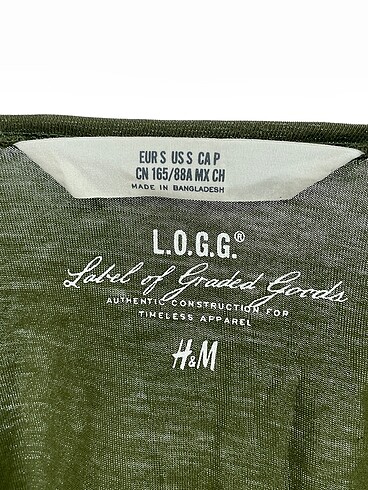 EUR S US S CA P
CN 165/88A MX CH
MADE IN BANGLADESH
L.O.G.G.®
Label of Graded Goods
AUTHENTIC CONSTRUCTION FOR
TIMELESS APPAREL
H&M